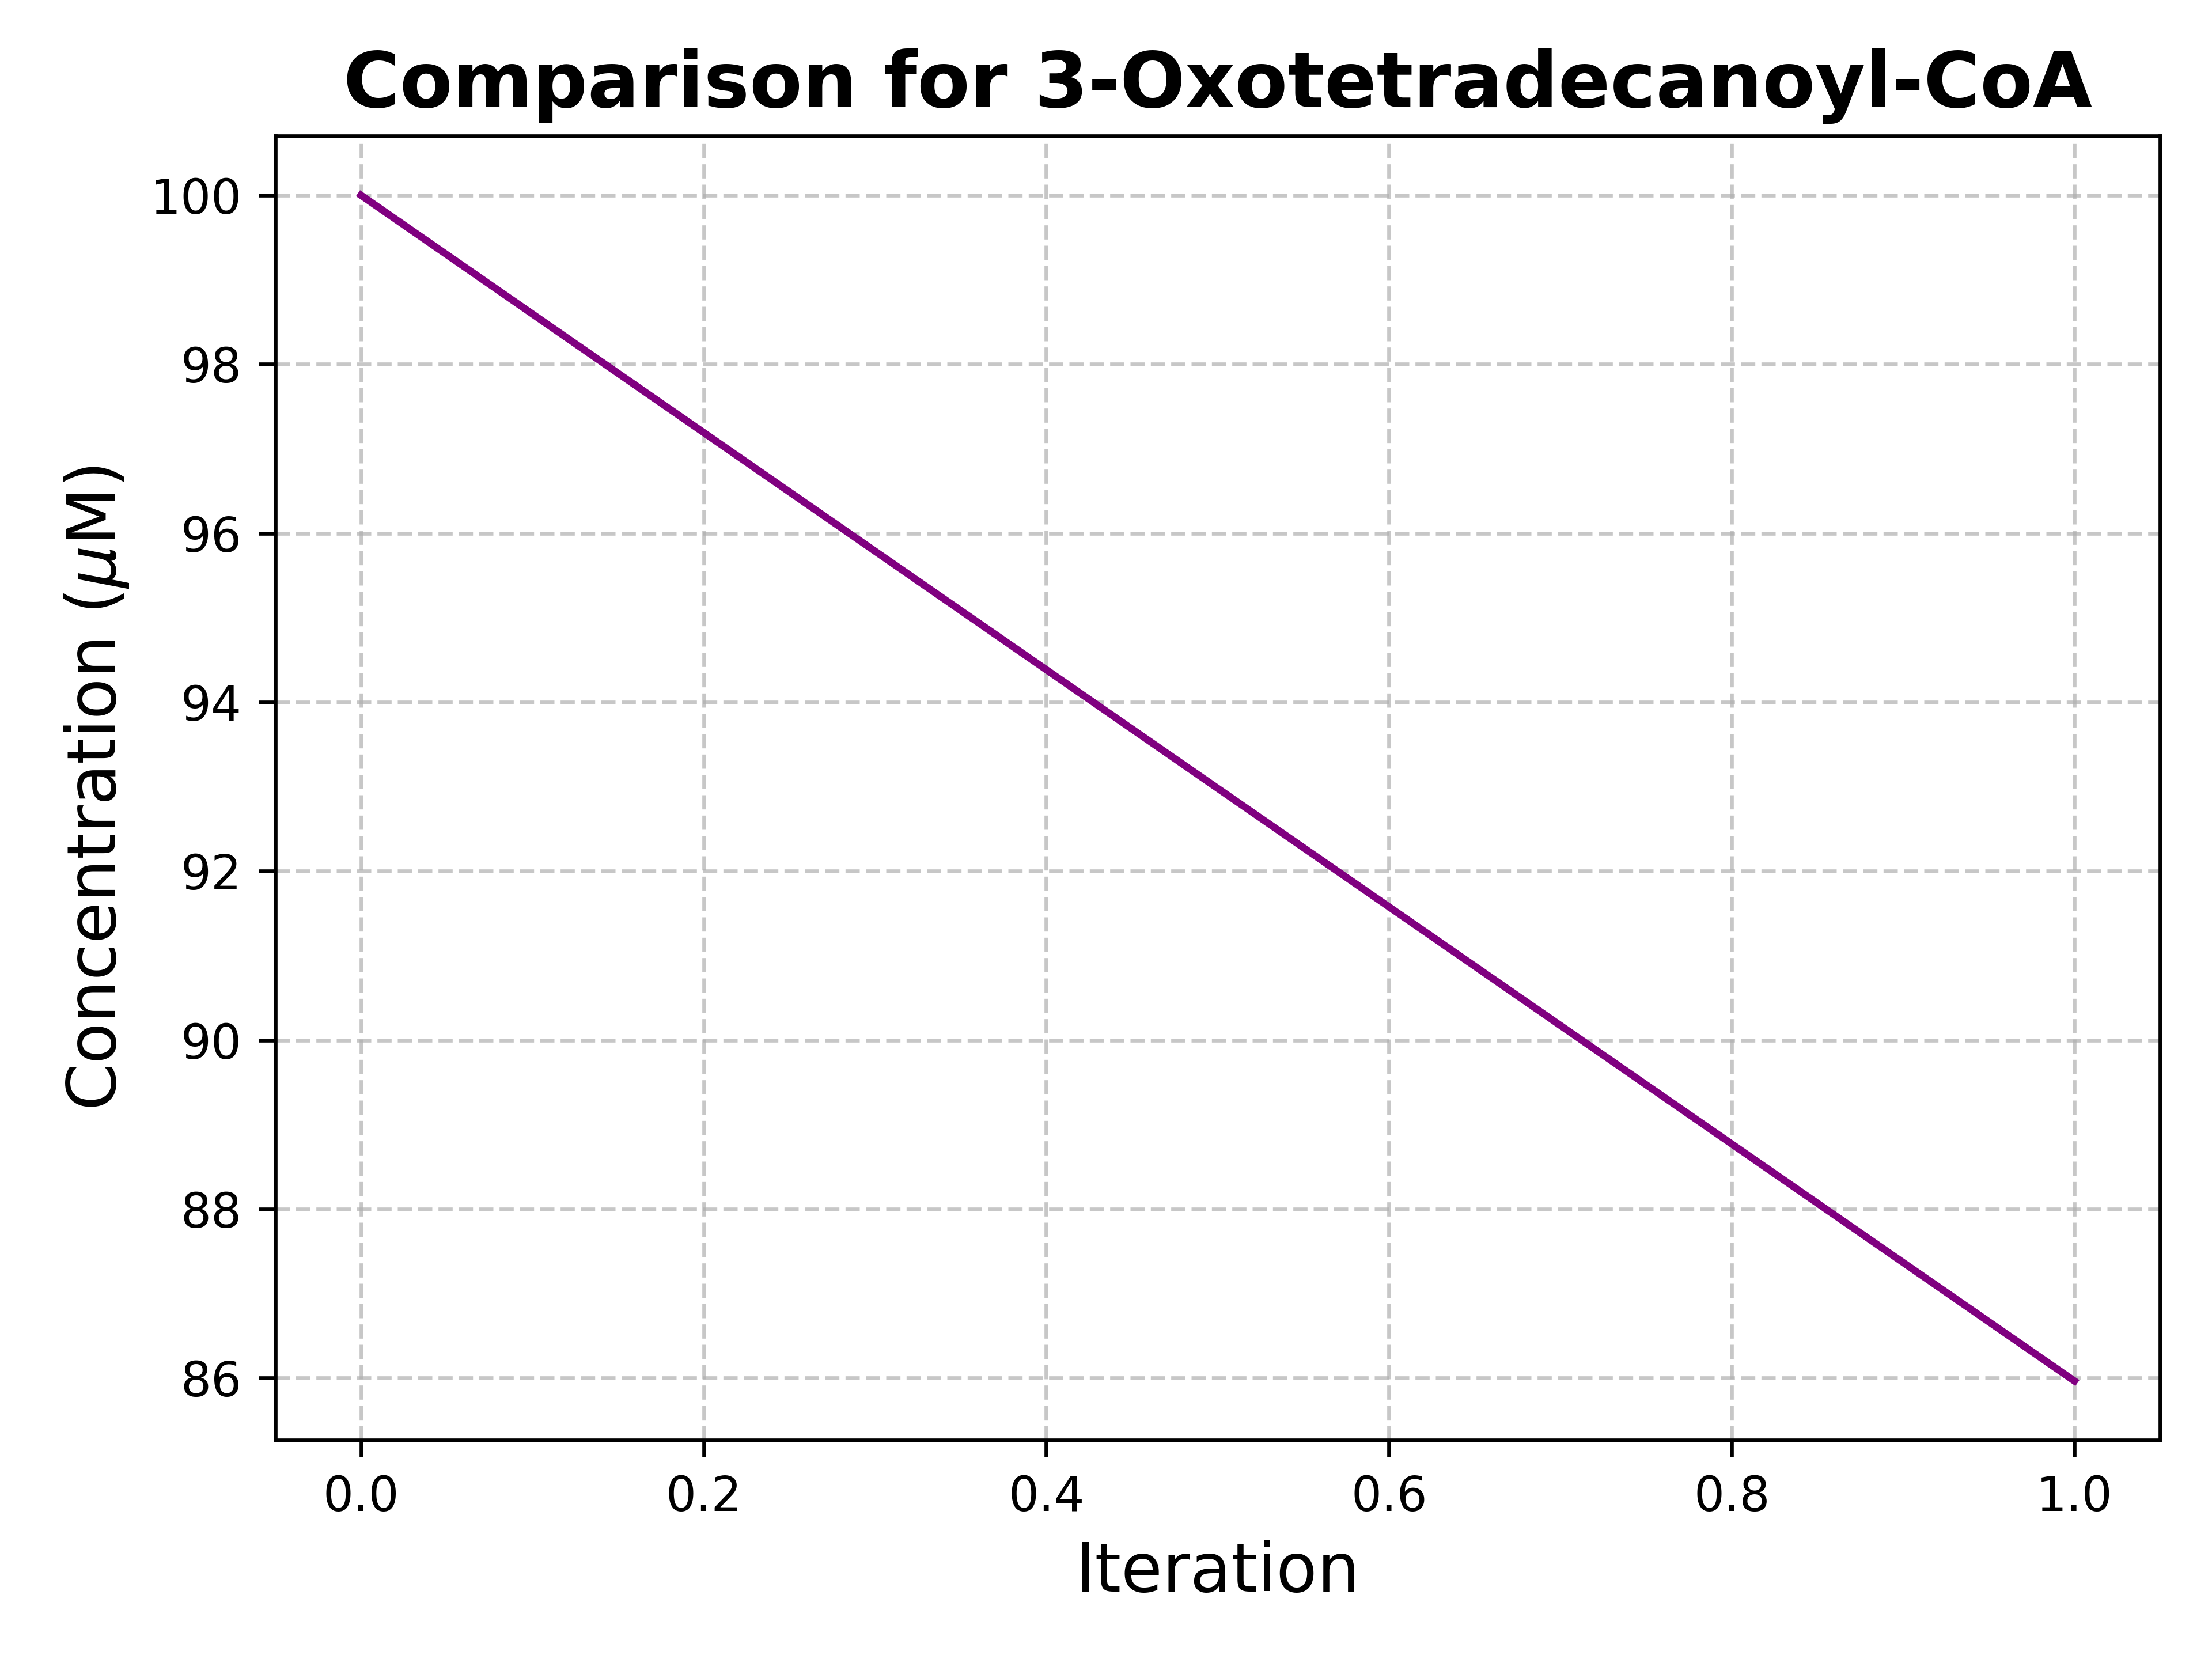 Comparison for 3-Oxotetradecanoyl-CoA
Concentration (μM)
100
98
96
94
92
90
88
86
0.0 0.2 0.4 0.6 0.8 1.0
Iteration